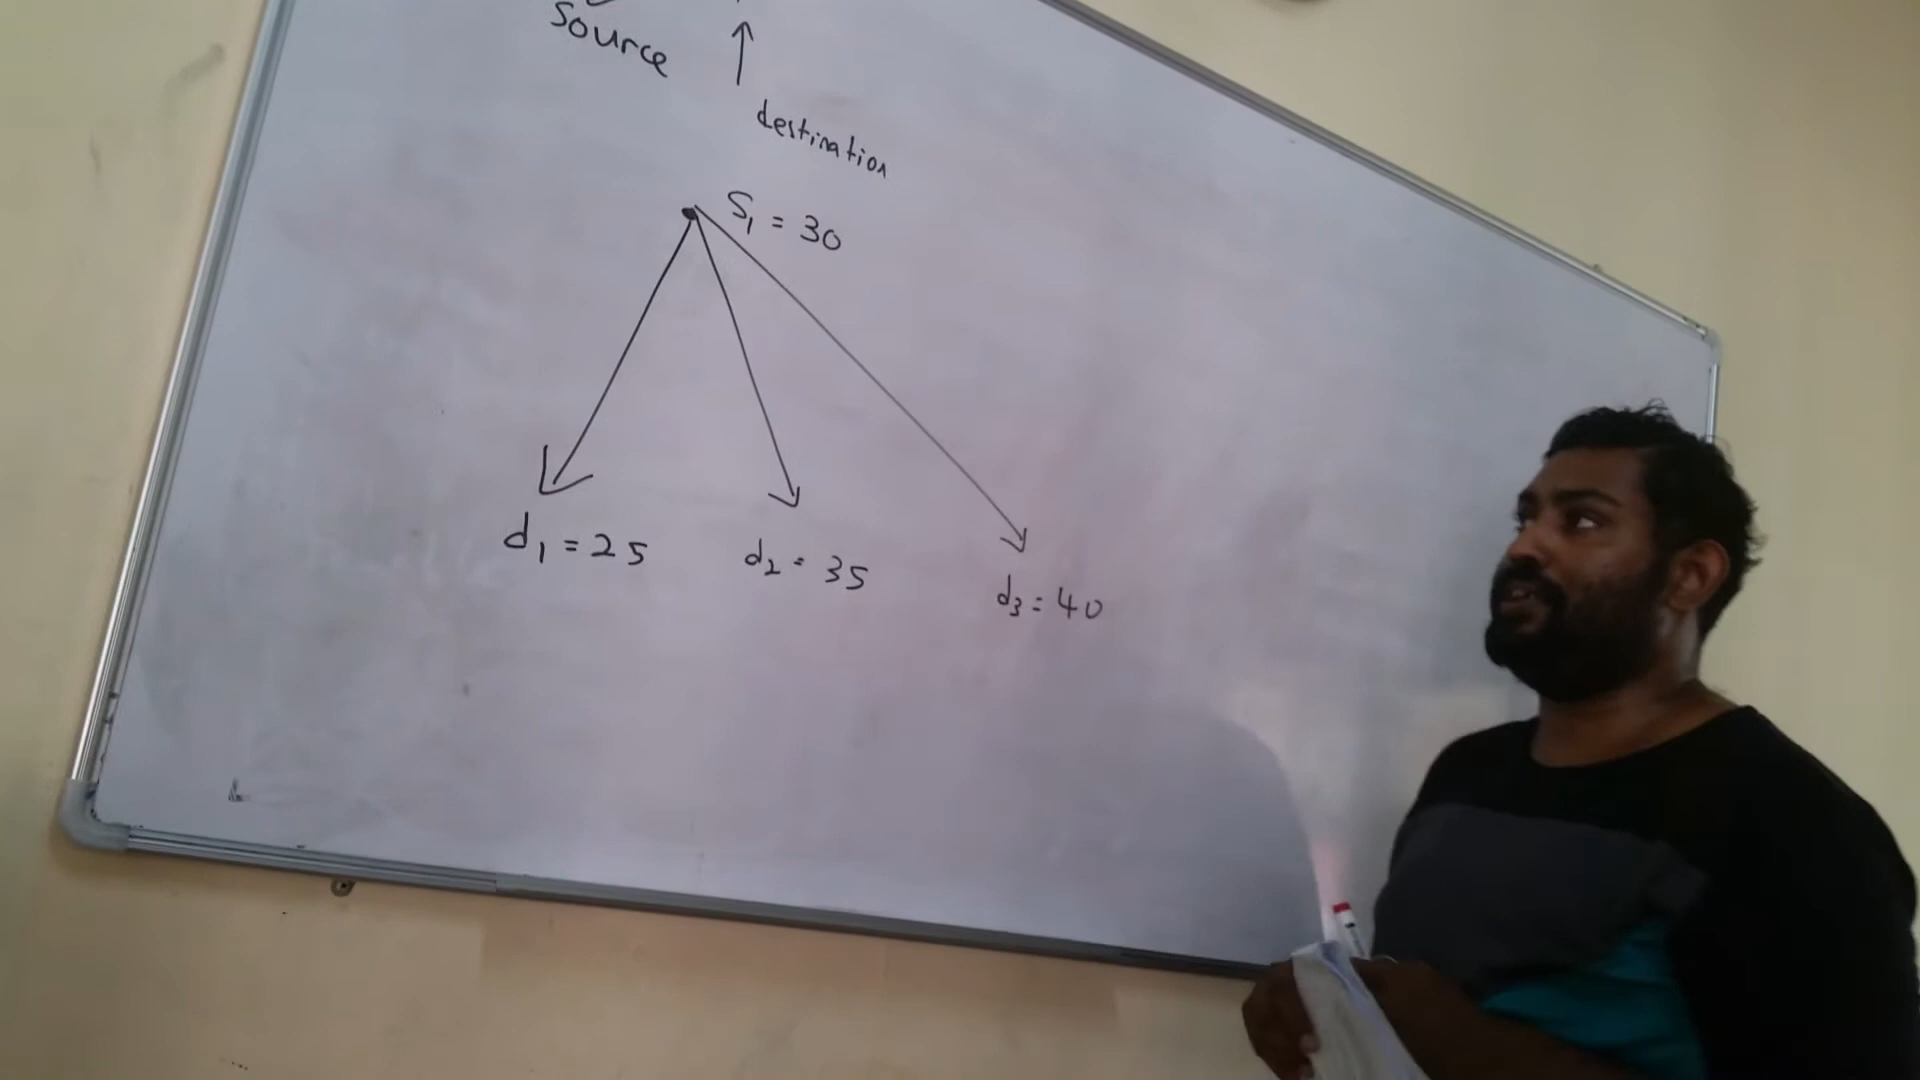 Source
destination
S₁ = 30
d₁ = 25
d₂ = 35
d₃ = 40